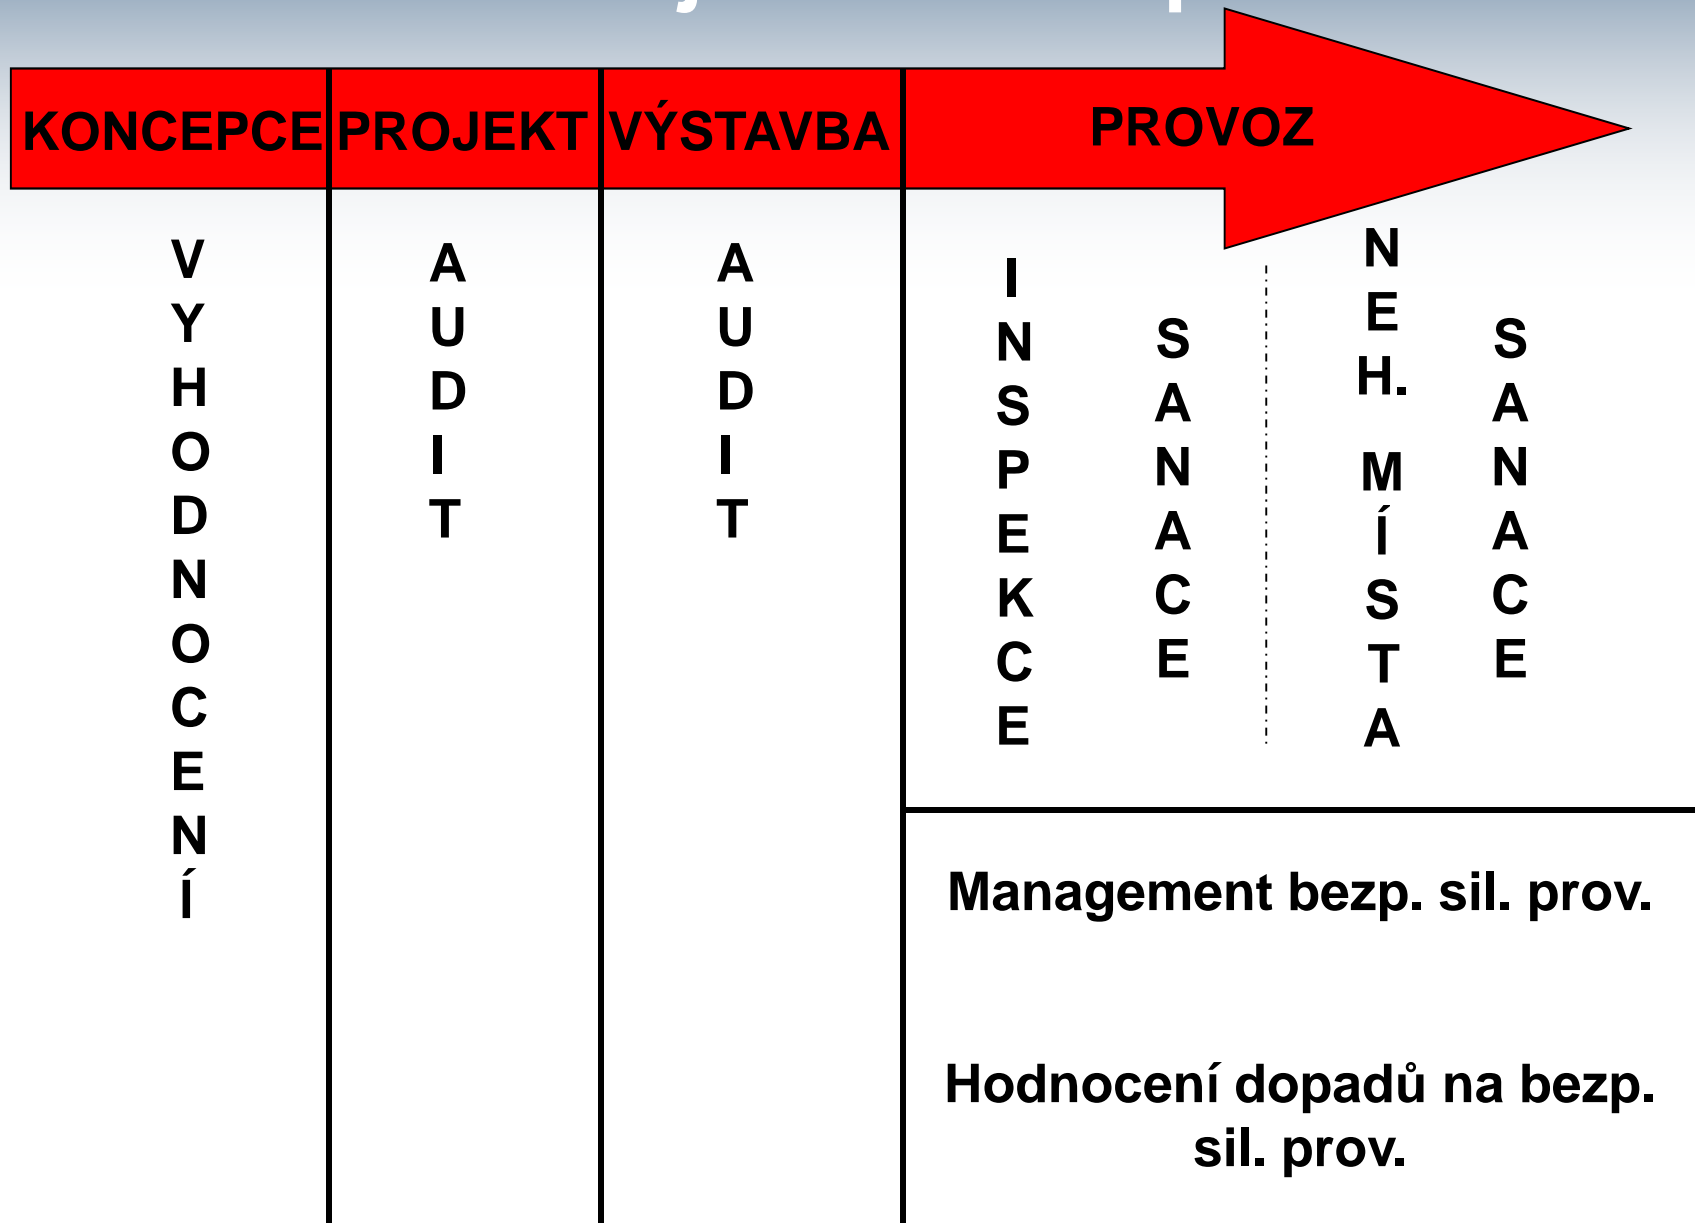 KONCEPCE PROJEKT VÝSTAVBA PROVOZ
VYHODNOCENÍ
AUDIT
AUDIT
INSPEKCE
SANACE
NEH. MÍSTA
SANACE
Management bezp. sil. prov.
Hodnocení dopadů na bezp.
sil. prov.